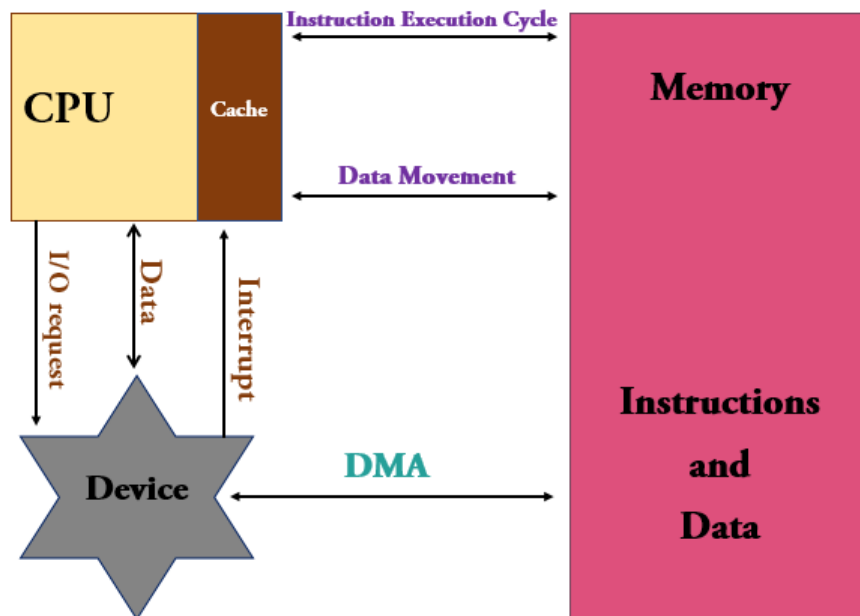 Instruction Execution Cycle
CPU
Cache
Memory
Data Movement
I/O request
Data
Interrupt
Instructions
and
Data
DMA
Device